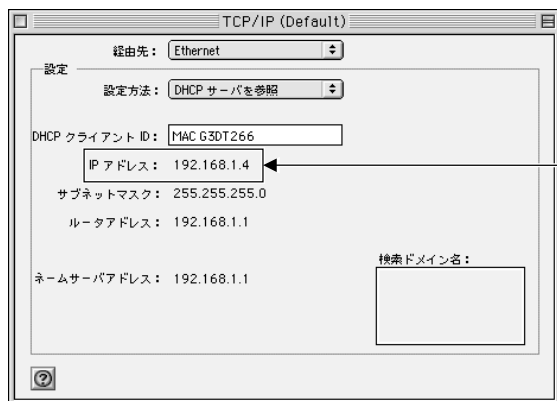 TCP/IP (Default)
経由先： Ethernet
設定
設定方法： DHCP サーバを参照
DHCP クライアント ID： MAC G3DT266
IP アドレス： 192.168.1.4
サブネットマスク： 255.255.255.0
ルータアドレス： 192.168.1.1
検索ドメイン名：
ネームサーバアドレス： 192.168.1.1
?